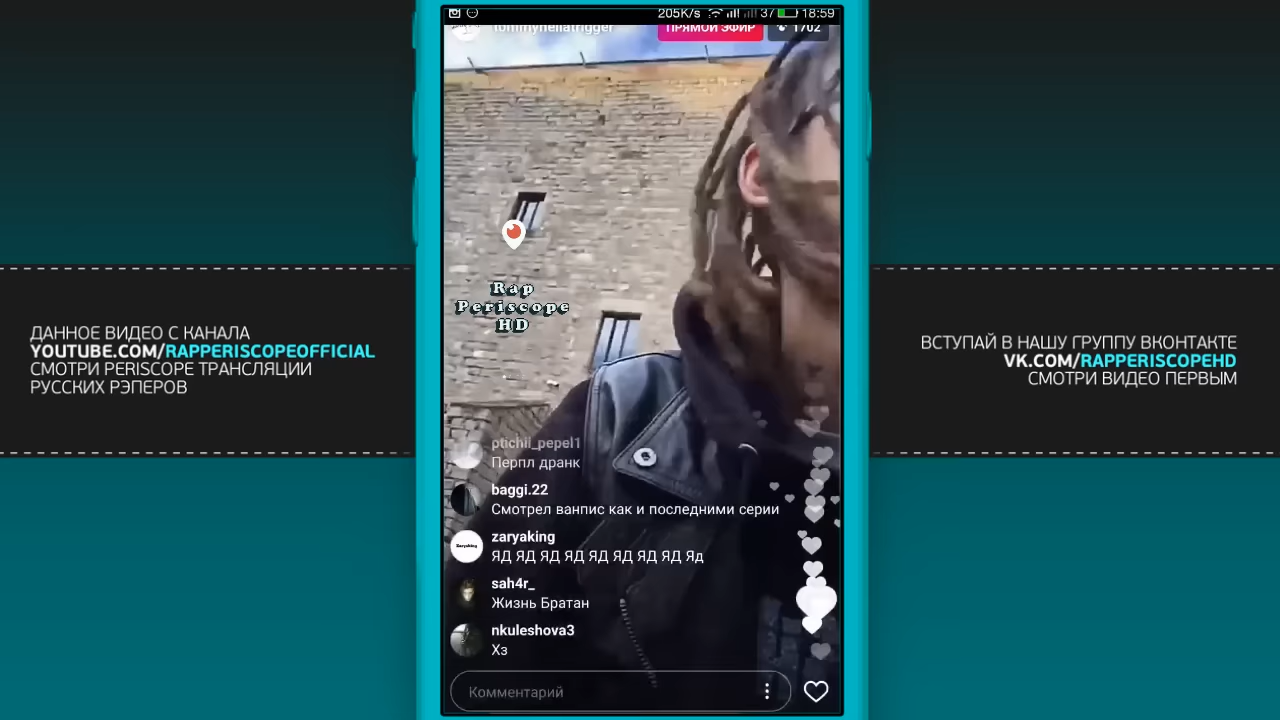 205K/s 37 18:59
tommyhellatrigger
ПРЯМОЙ ЭФИР 1702
Rap
Periscope
HD
ДАННОЕ ВИДЕО С КАНАЛА
YOUTUBE.COM/RAPPERISCOPEOFFICIAL
СМОТРИ PERISCOPE ТРАНСЛЯЦИИ
РУССКИХ РЭПЕРОВ
ВСТУПАЙ В НАШУ ГРУППУ ВКОНТАКТЕ
VK.COM/RAPPERISCOPEHD
СМОТРИ ВИДЕО ПЕРВЫМ
ptichii_pepel1
Перпл дранк
baggi.22
Смотрел ванпис как и последними серии
zaryaking
ЯД ЯД ЯД ЯД ЯД ЯД ЯД ЯД Яд
sah4r_
Жизнь Братан
nkuleshova3
Хз
Комментарий